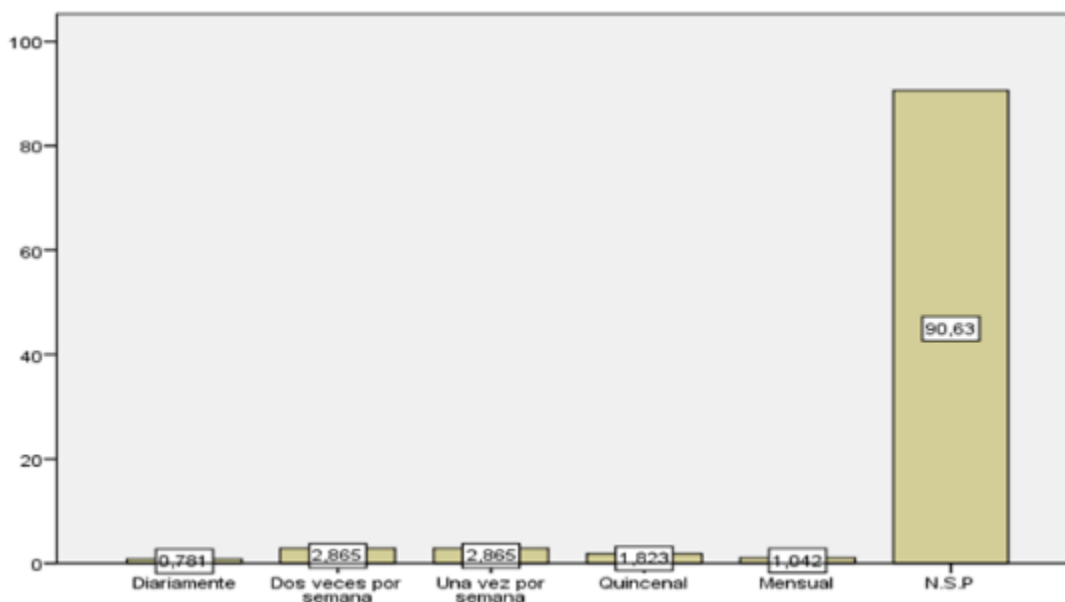 100
80
60
40
20
0
0,781
2,865
2,865
1,823
1,042
90,63
Diariamente
Dos veces por
semana
Una vez por
semana
Quincenal
Mensual
N.S.P